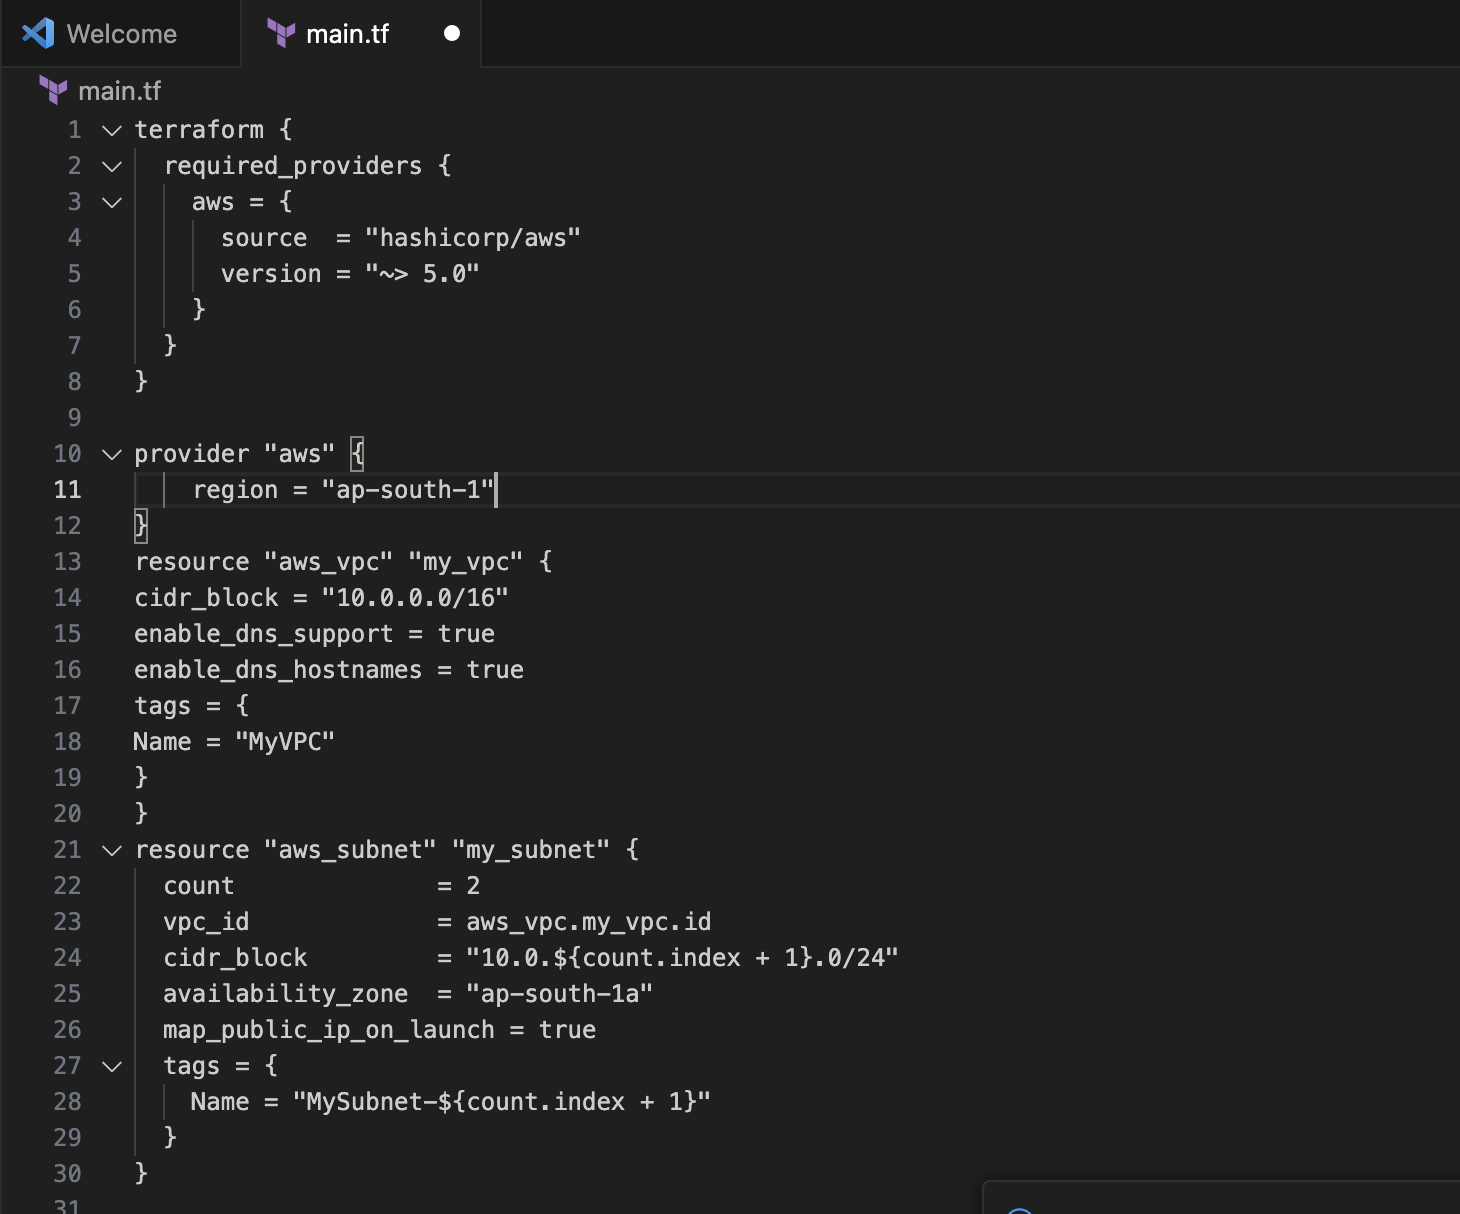 Welcome
main.tf
main.tf
1 terraform {
2 required_providers {
3 aws = {
4 source  = "hashicorp/aws"
5 version = "~> 5.0"
6 }
7 }
8 }
9
10 provider "aws" {
11 region = "ap-south-1"
12 }
13 resource "aws_vpc" "my_vpc" {
14 cidr_block = "10.0.0.0/16"
15 enable_dns_support = true
16 enable_dns_hostnames = true
17 tags = {
18 Name = "MyVPC"
19 }
20 }
21 resource "aws_subnet" "my_subnet" {
22 count              = 2
23 vpc_id             = aws_vpc.my_vpc.id
24 cidr_block         = "10.0.${count.index + 1}.0/24"
25 availability_zone  = "ap-south-1a"
26 map_public_ip_on_launch = true
27 tags = {
28 Name = "MySubnet-${count.index + 1}"
29 }
30 }
31